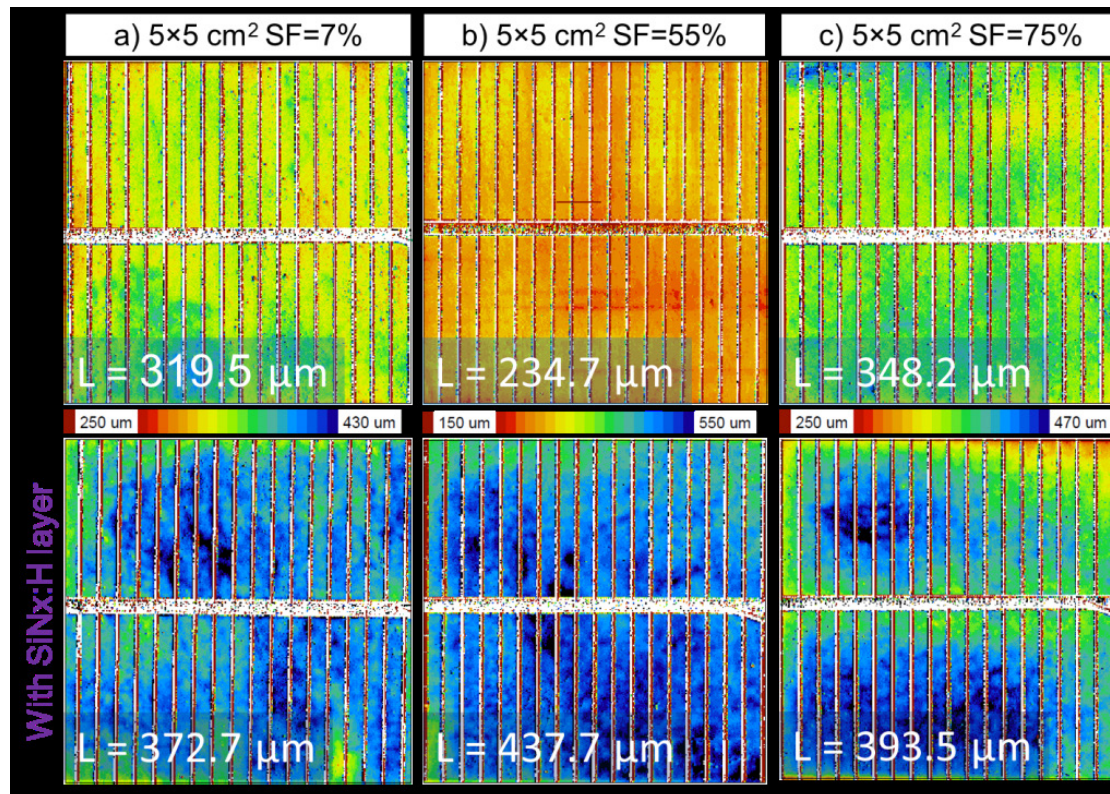 a) 5×5 cm² SF=7%
b) 5×5 cm² SF=55%
c) 5×5 cm² SF=75%
L = 319.5 µm
L = 234.7 µm
L = 348.2 µm
250 um
430 um
150 um
550 um
250 um
470 um
With SiNx:H layer
L = 372.7 µm
L = 437.7 µm
L = 393.5 µm